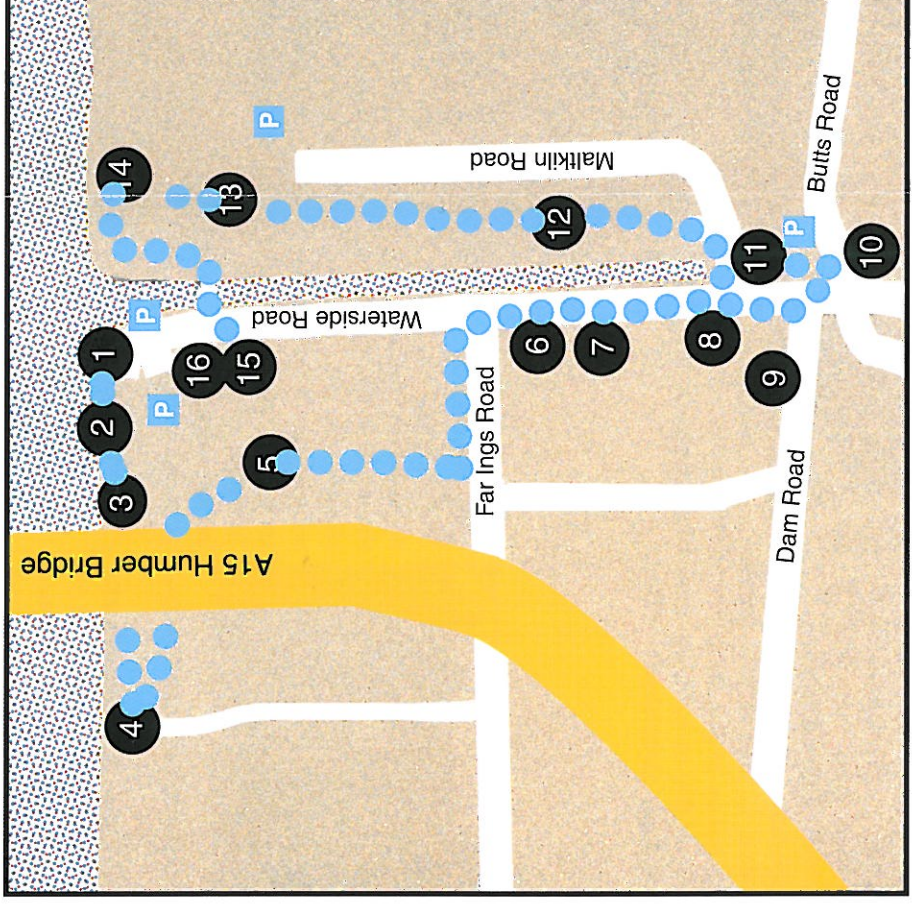 14
P
13
Maltkiln Road
Butts Road
12
P
11
10
P
1
Waterside Road
16
15
2
P
6
7
8
9
3
5
Far Ings Road
Dam Road
A15 Humber Bridge
4